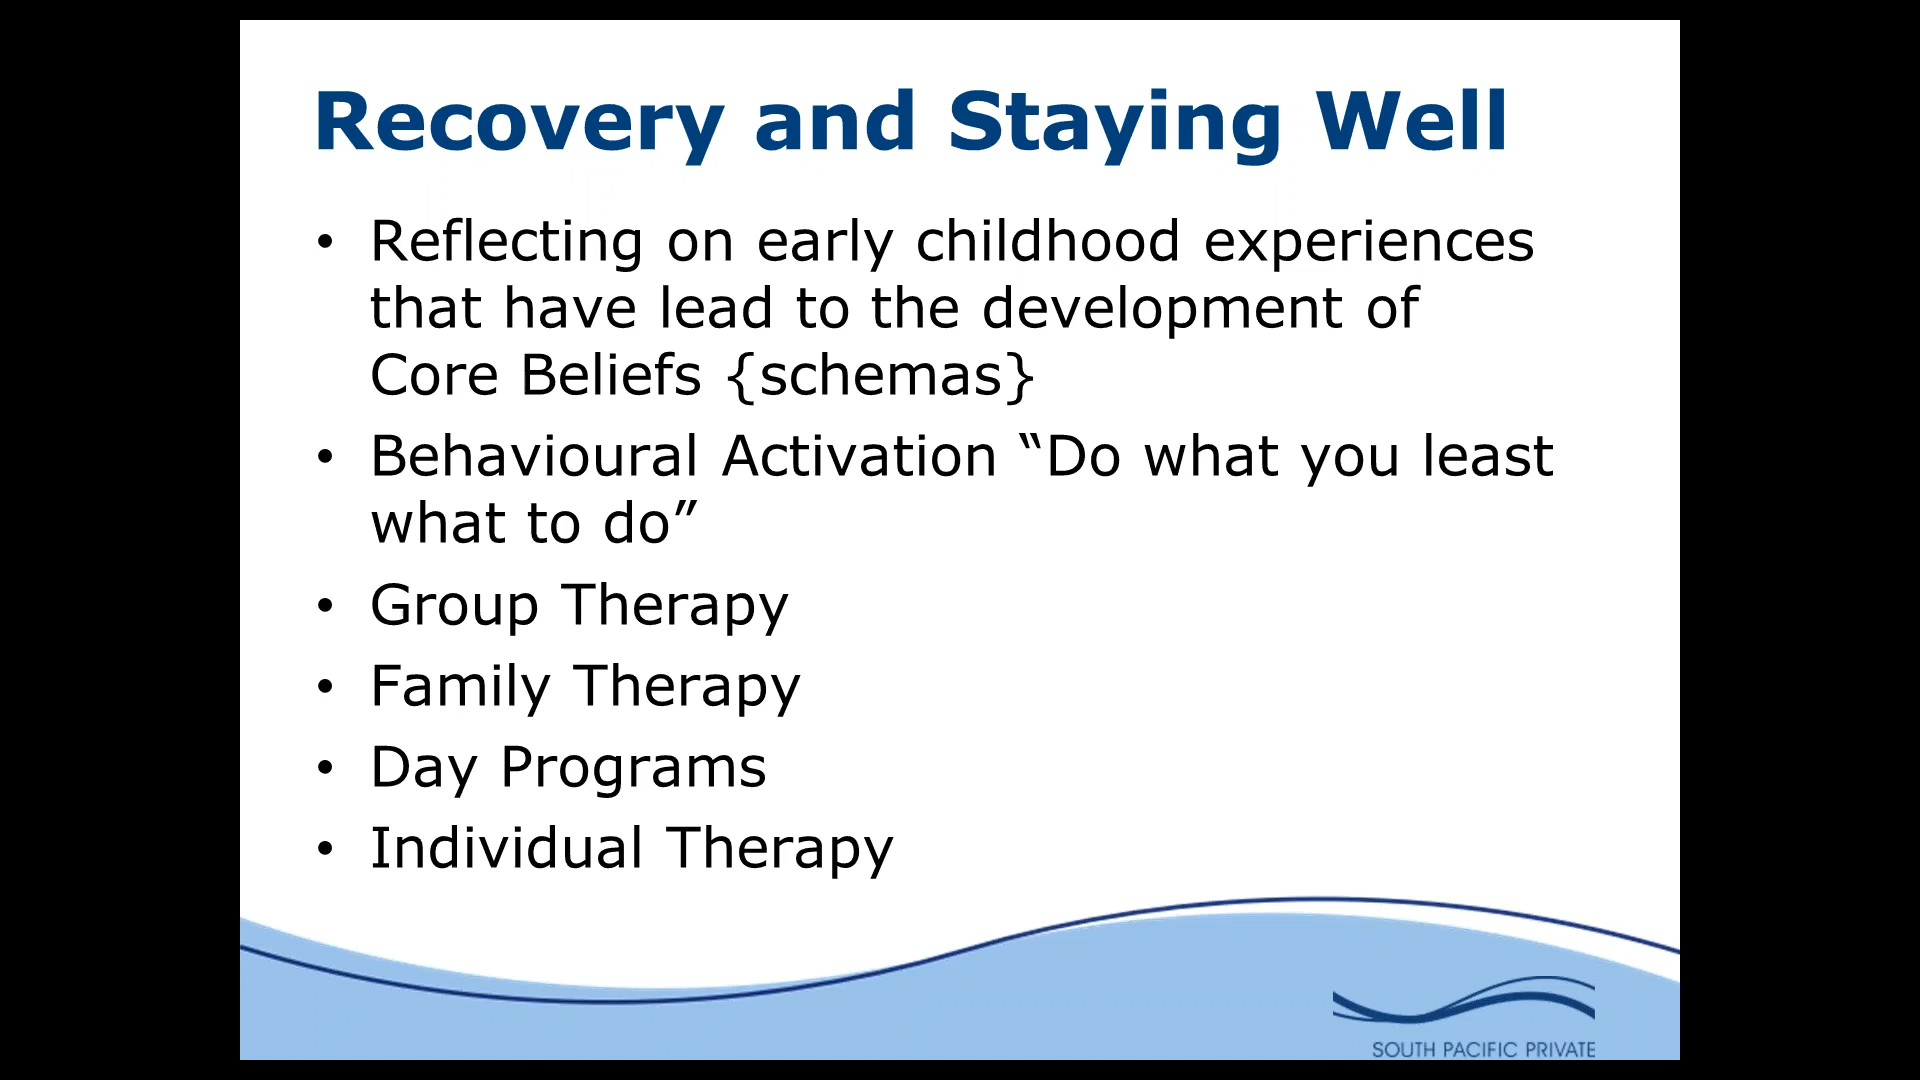 Recovery and Staying Well
• Reflecting on early childhood experiences
that have lead to the development of
Core Beliefs {schemas}
• Behavioural Activation “Do what you least
what to do”
• Group Therapy
• Family Therapy
• Day Programs
• Individual Therapy
SOUTH PACIFIC PRIVATE